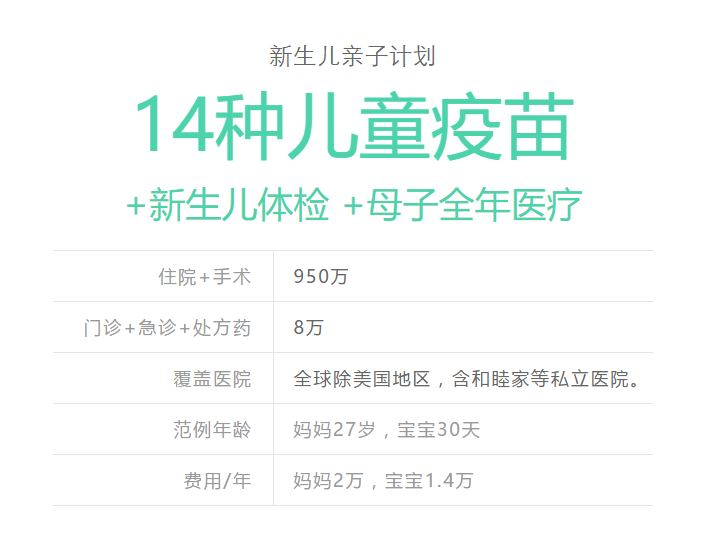 新生儿亲子计划
14种儿童疫苗
+新生儿体检 +母子全年医疗
住院+手术 950万
门诊+急诊+处方药 8万
覆盖医院 全球除美国地区，含和睦家等私立医院。
范例年龄 妈妈27岁，宝宝30天
费用/年 妈妈2万，宝宝1.4万